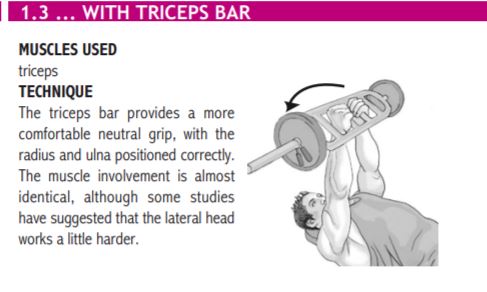 1.3 ... WITH TRICEPS BAR
MUSCLES USED
triceps
TECHNIQUE
The triceps bar provides a more
comfortable neutral grip, with the
radius and ulna positioned correctly.
The muscle involvement is almost
identical, although some studies
have suggested that the lateral head
works a little harder.